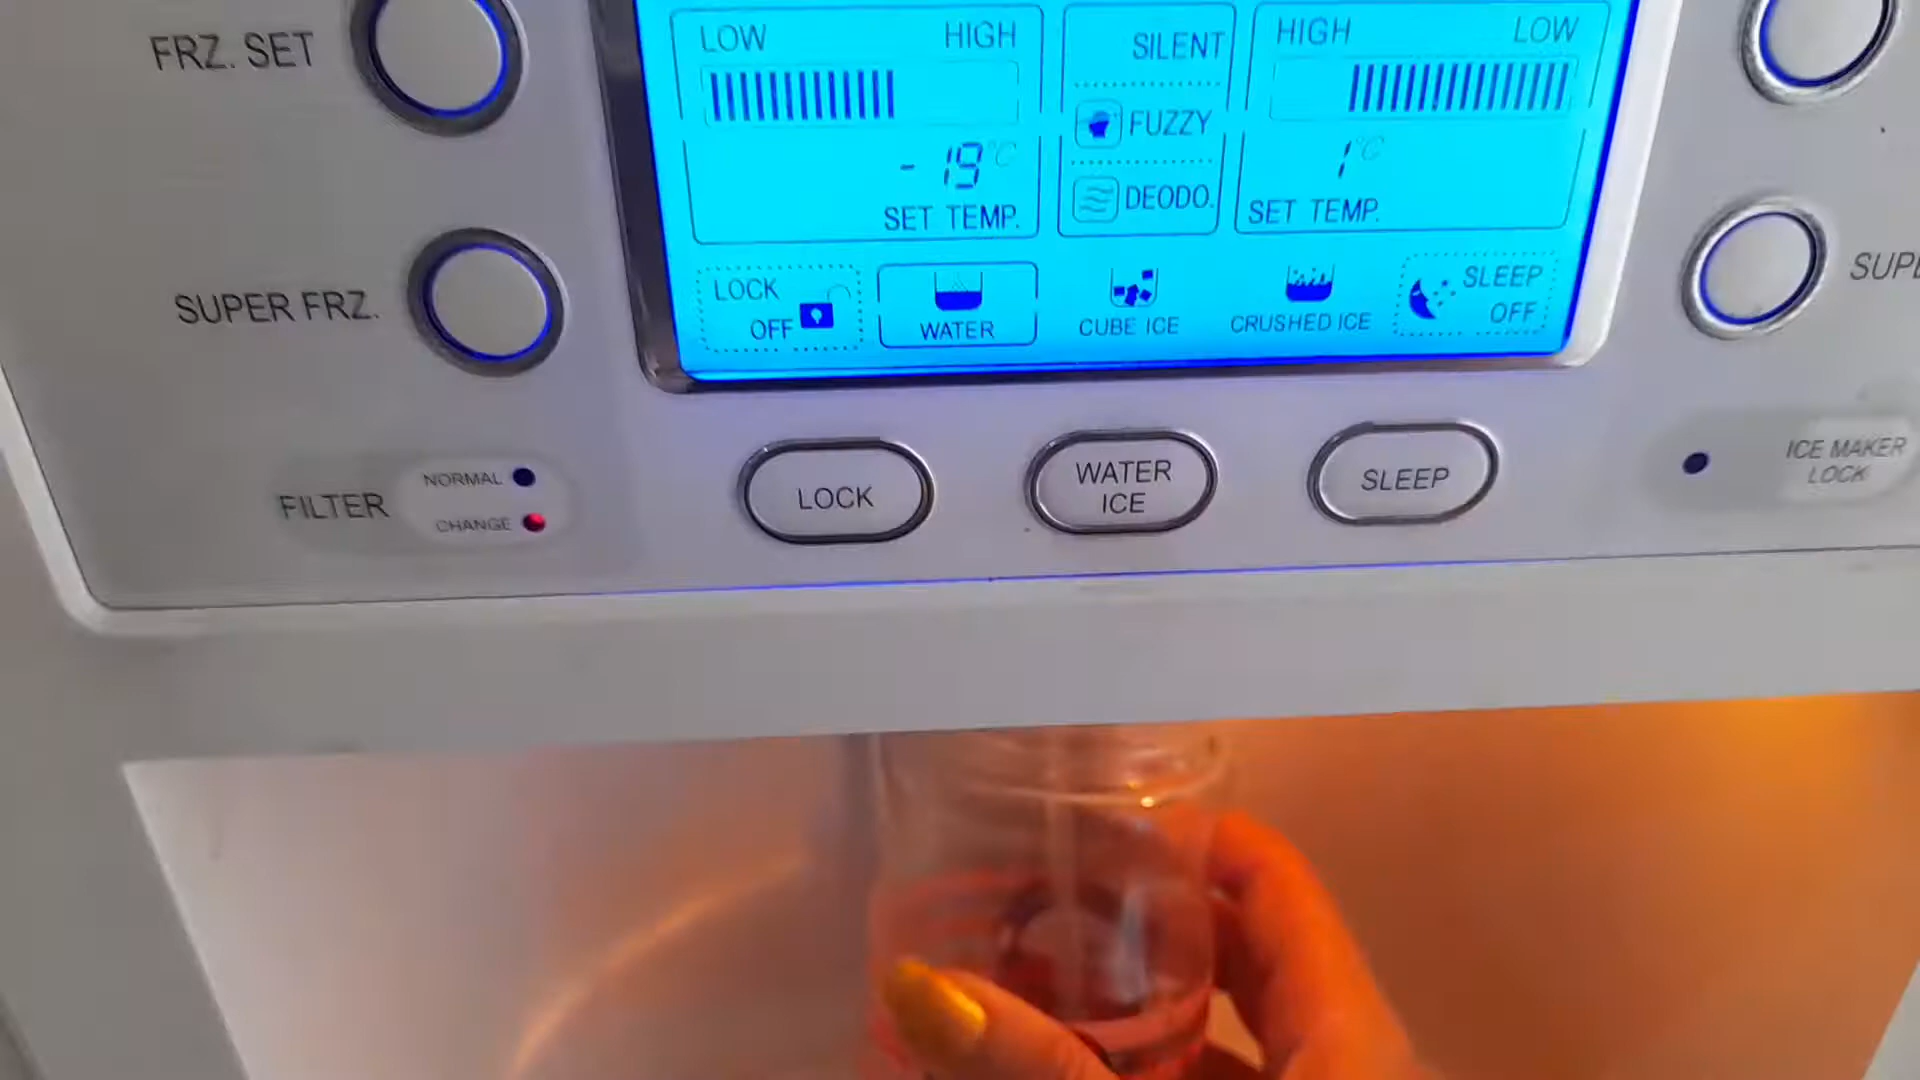 FRZ. SET
LOW
HIGH
SILENT
HIGH
LOW
FUZZY
-19°C
1°C
DEODO.
SET TEMP.
SET TEMP.
SUPER FRZ.
LOCK
OFF
WATER
CUBE ICE
CRUSHED ICE
SLEEP
OFF
FILTER
NORMAL
CHANGE
LOCK
WATER
ICE
SLEEP
ICE MAKER
LOCK